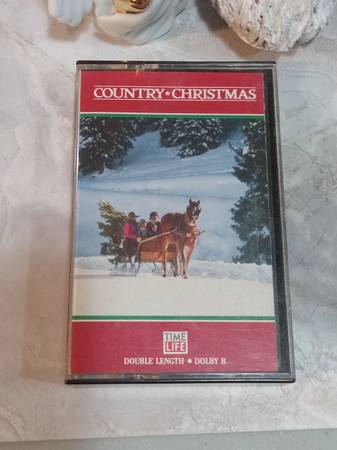 COUNTRY★CHRISTMAS
TIME
LIFE
DOUBLE LENGTH ● DOLBY B